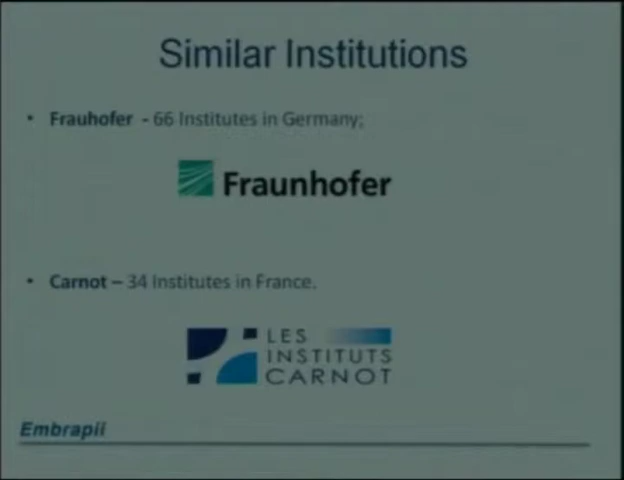 Similar Institutions
• Frauhofer - 66 Institutes in Germany;
Fraunhofer
• Carnot – 34 Institutes in France.
LES
INSTITUTS
CARNOT
Embrapii